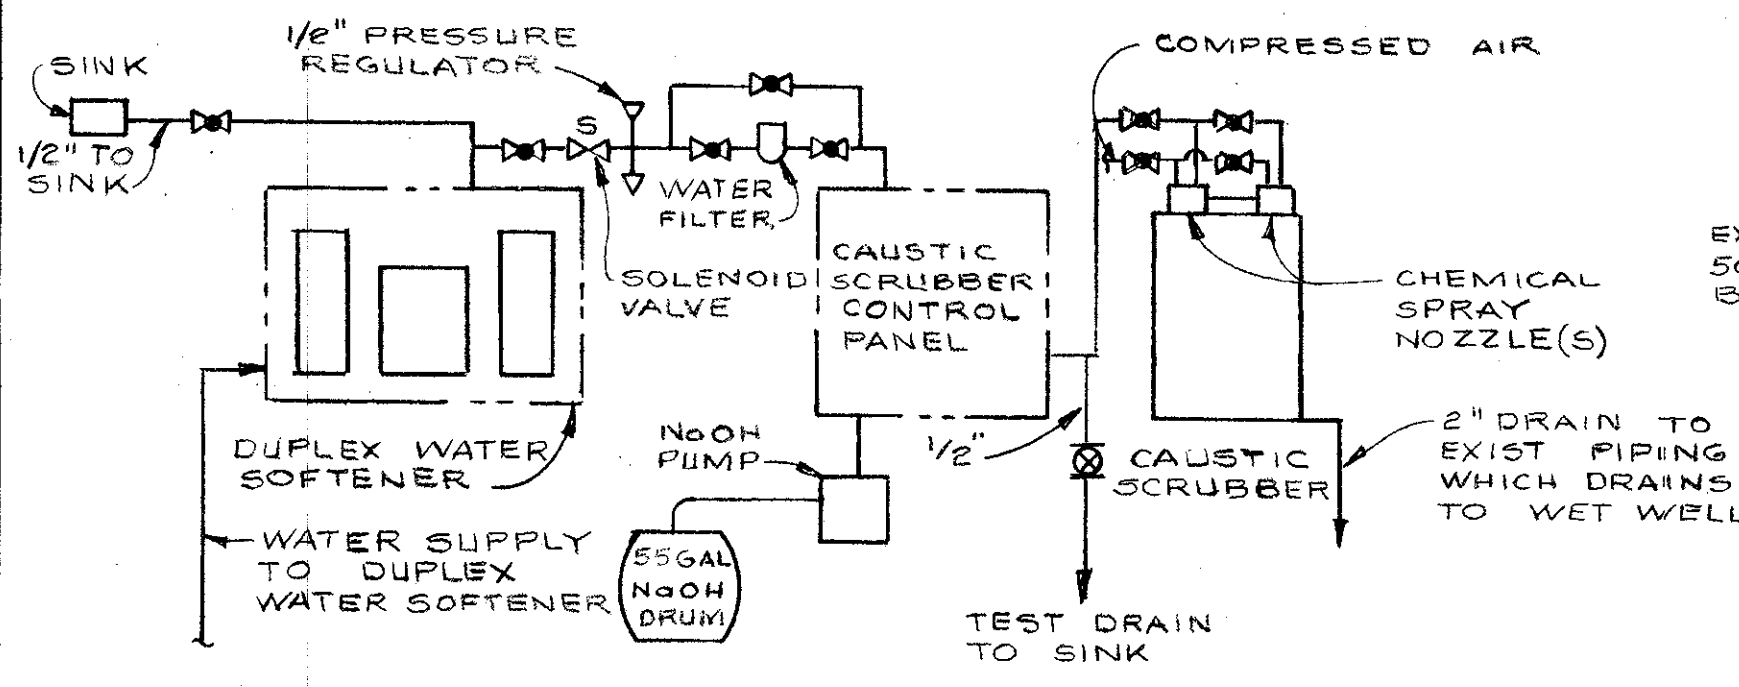 SINK
1/2" TO
SINK
1/2" PRESSURE
REGULATOR
S
WATER
FILTER
SOLENOID
VALVE
DUPLEX WATER
SOFTENER
WATER SUPPLY
TO DUPLEX
WATER SOFTENER
CAUSTIC
SCRUBBER
CONTROL
PANEL
NaOH
PUMP
55 GAL
NaOH
DRUM
1/2"
TEST DRAIN
TO SINK
COMPRESSED AIR
CHEMICAL
SPRAY
NOZZLE(S)
CAUSTIC
SCRUBBER
2" DRAIN TO
EXIST PIPING
WHICH DRAINS
TO WET WELL